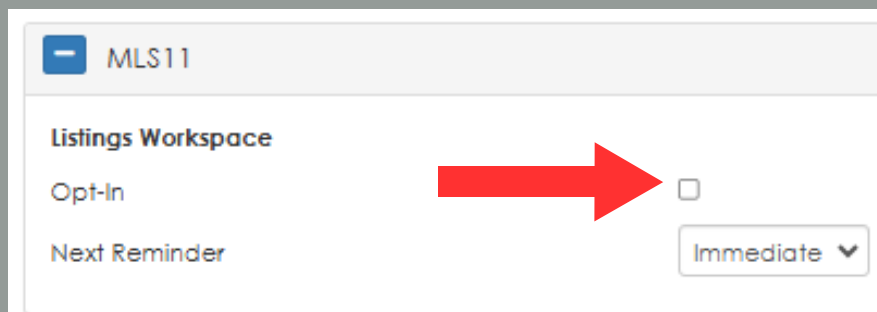 MLS11
Listings Workspace
Opt-In
Next Reminder Immediate